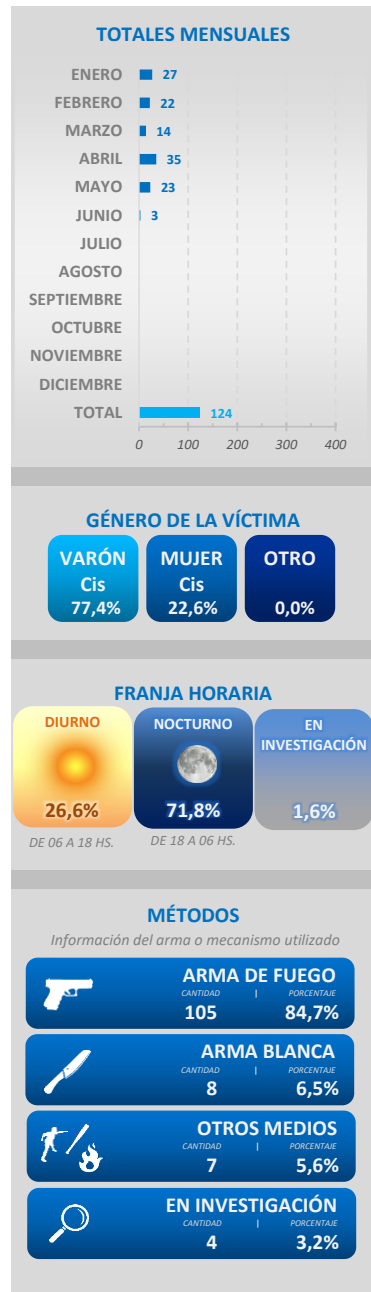 TOTALES MENSUALES
ENERO 27
FEBRERO 22
MARZO 14
ABRIL 35
MAYO 23
JUNIO 3
JULIO
AGOSTO
SEPTIEMBRE
OCTUBRE
NOVIEMBRE
DICIEMBRE
TOTAL 124
0 100 200 300 400
GÉNERO DE LA VÍCTIMA
VARÓN
Cis
77,4%
MUJER
Cis
22,6%
OTRO
0,0%
FRANJA HORARIA
DIURNO
26,6%
DE 06 A 18 HS.
NOCTURNO
71,8%
DE 18 A 06 HS.
EN
INVESTIGACIÓN
1,6%
MÉTODOS
Información del arma o mecanismo utilizado
ARMA DE FUEGO
CANTIDAD | PORCENTAJE
105 84,7%
ARMA BLANCA
CANTIDAD | PORCENTAJE
8 6,5%
OTROS MEDIOS
CANTIDAD | PORCENTAJE
7 5,6%
EN INVESTIGACIÓN
CANTIDAD | PORCENTAJE
4 3,2%